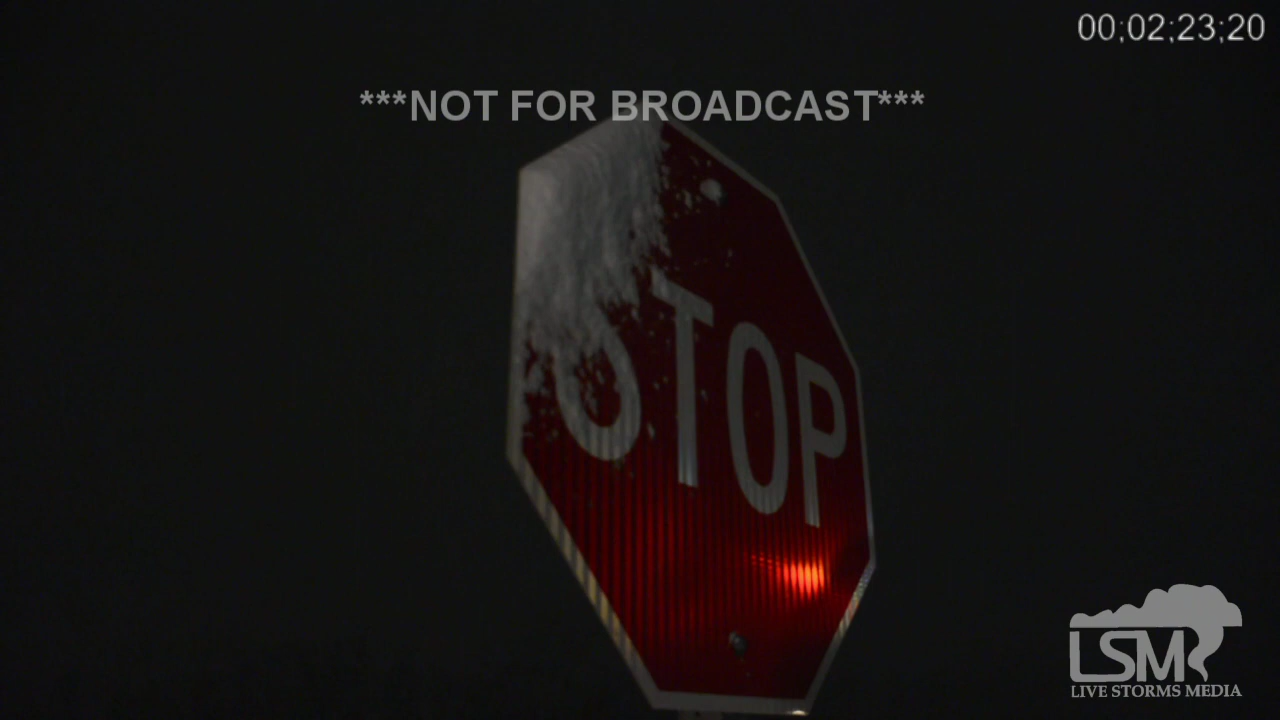 00;02;23;20
***NOT FOR BROADCAST***
STOP
LSM
LIVE STORMS MEDIA